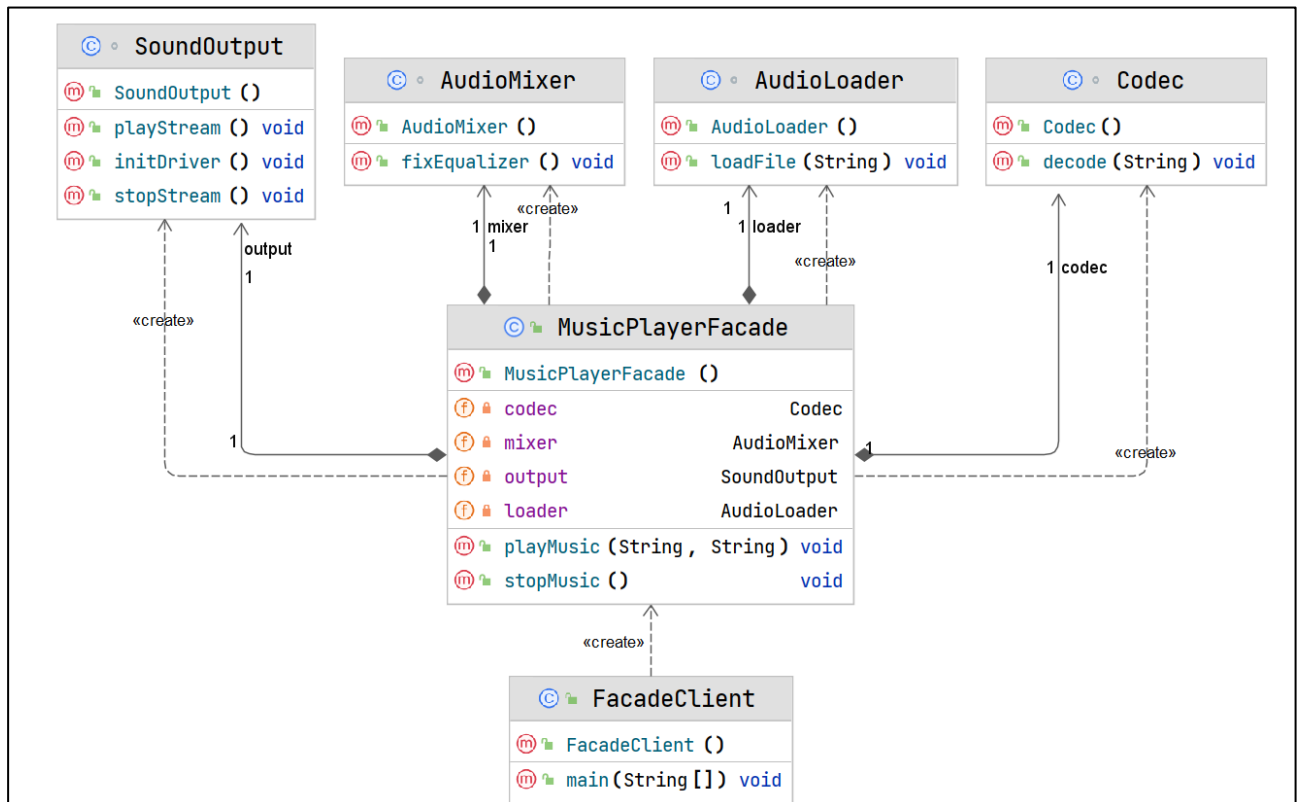 SoundOutput
SoundOutput ()
playStream () void
initDriver () void
stopStream () void
AudioMixer
AudioMixer ()
fixEqualizer () void
AudioLoader
AudioLoader ()
loadFile (String) void
Codec
Codec ()
decode (String) void
output
1
«create»
1
1 mixer
1
«create»
1
1 loader
«create»
1 codec
1
«create»
MusicPlayerFacade
MusicPlayerFacade ()
codec Codec
mixer AudioMixer
output SoundOutput
loader AudioLoader
playMusic (String, String) void
stopMusic () void
«create»
FacadeClient
FacadeClient ()
main (String []) void